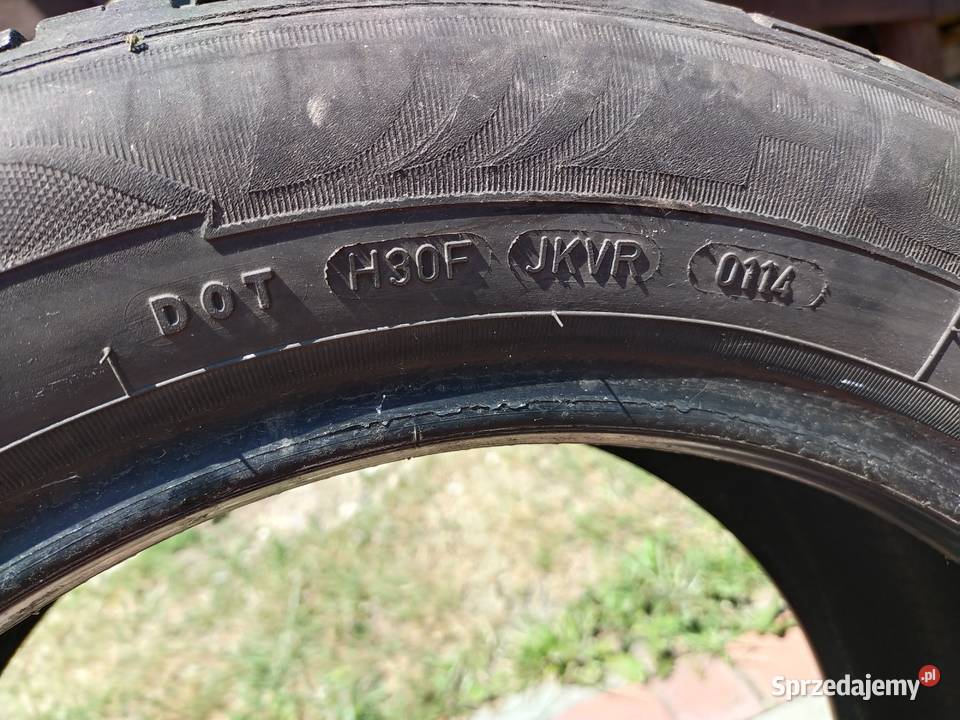 DOT H30F JKVR 0114
Sprzedajemy.pl